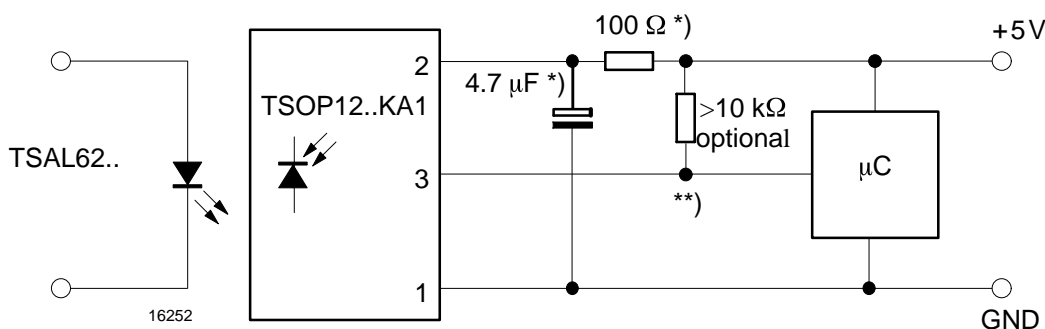 100 Ω *)
+5V
2
4.7 μF *)
TSOP12..KA1
>10 kΩ
optional
TSAL62..
3
μC
**)
1
16252
GND